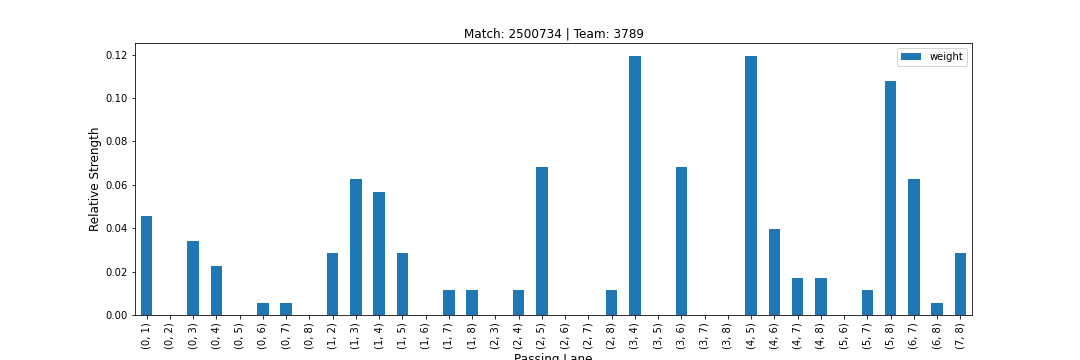 Match: 2500734 | Team: 3789
weight
Relative Strength
0.12
0.10
0.08
0.06
0.04
0.02
0.00
(0, 1) (0, 2) (0, 3) (0, 4) (0, 5) (0, 6) (0, 7) (0, 8) (1, 2) (1, 3) (1, 4) (1, 5) (1, 6) (1, 7) (1, 8) (2, 3) (2, 4) (2, 5) (2, 6) (2, 7) (2, 8) (3, 4) (3, 5) (3, 6) (3, 7) (3, 8) (4, 5) (4, 6) (4, 7) (4, 8) (5, 6) (5, 7) (5, 8) (6, 7) (6, 8) (7, 8)
Passing Lane